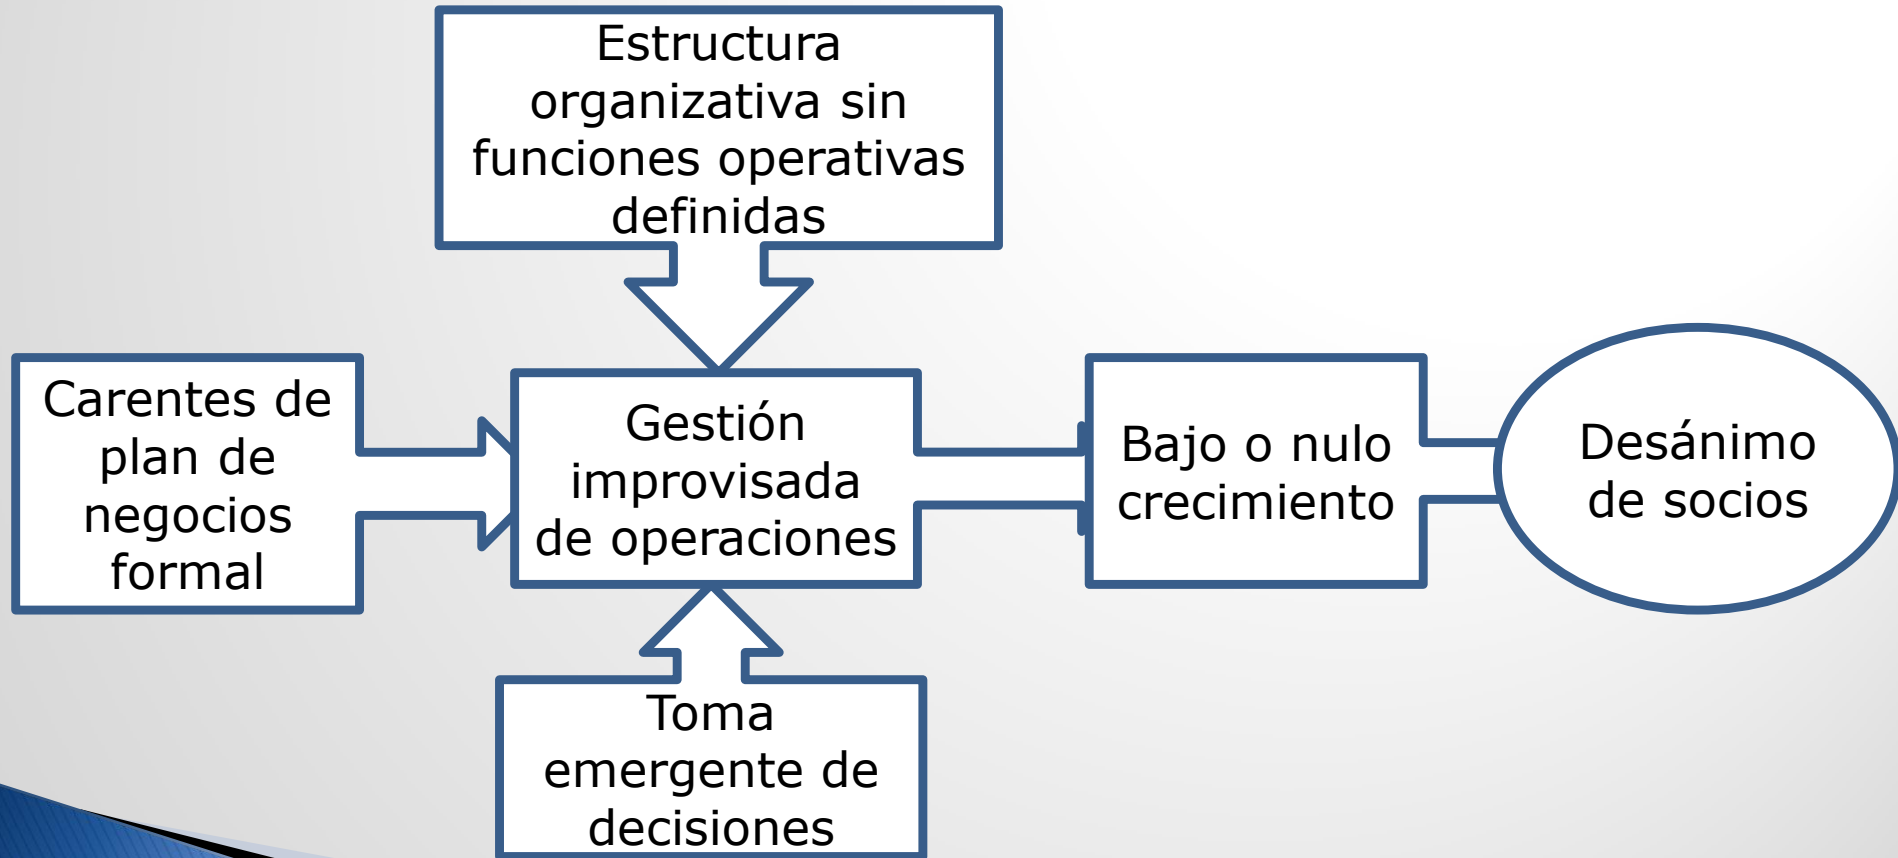 Estructura
organizativa sin
funciones operativas
definidas
Carentes de
plan de
negocios
formal
Gestión
improvisada
de operaciones
Bajo o nulo
crecimiento
Desánimo
de socios
Toma
emergente de
decisiones